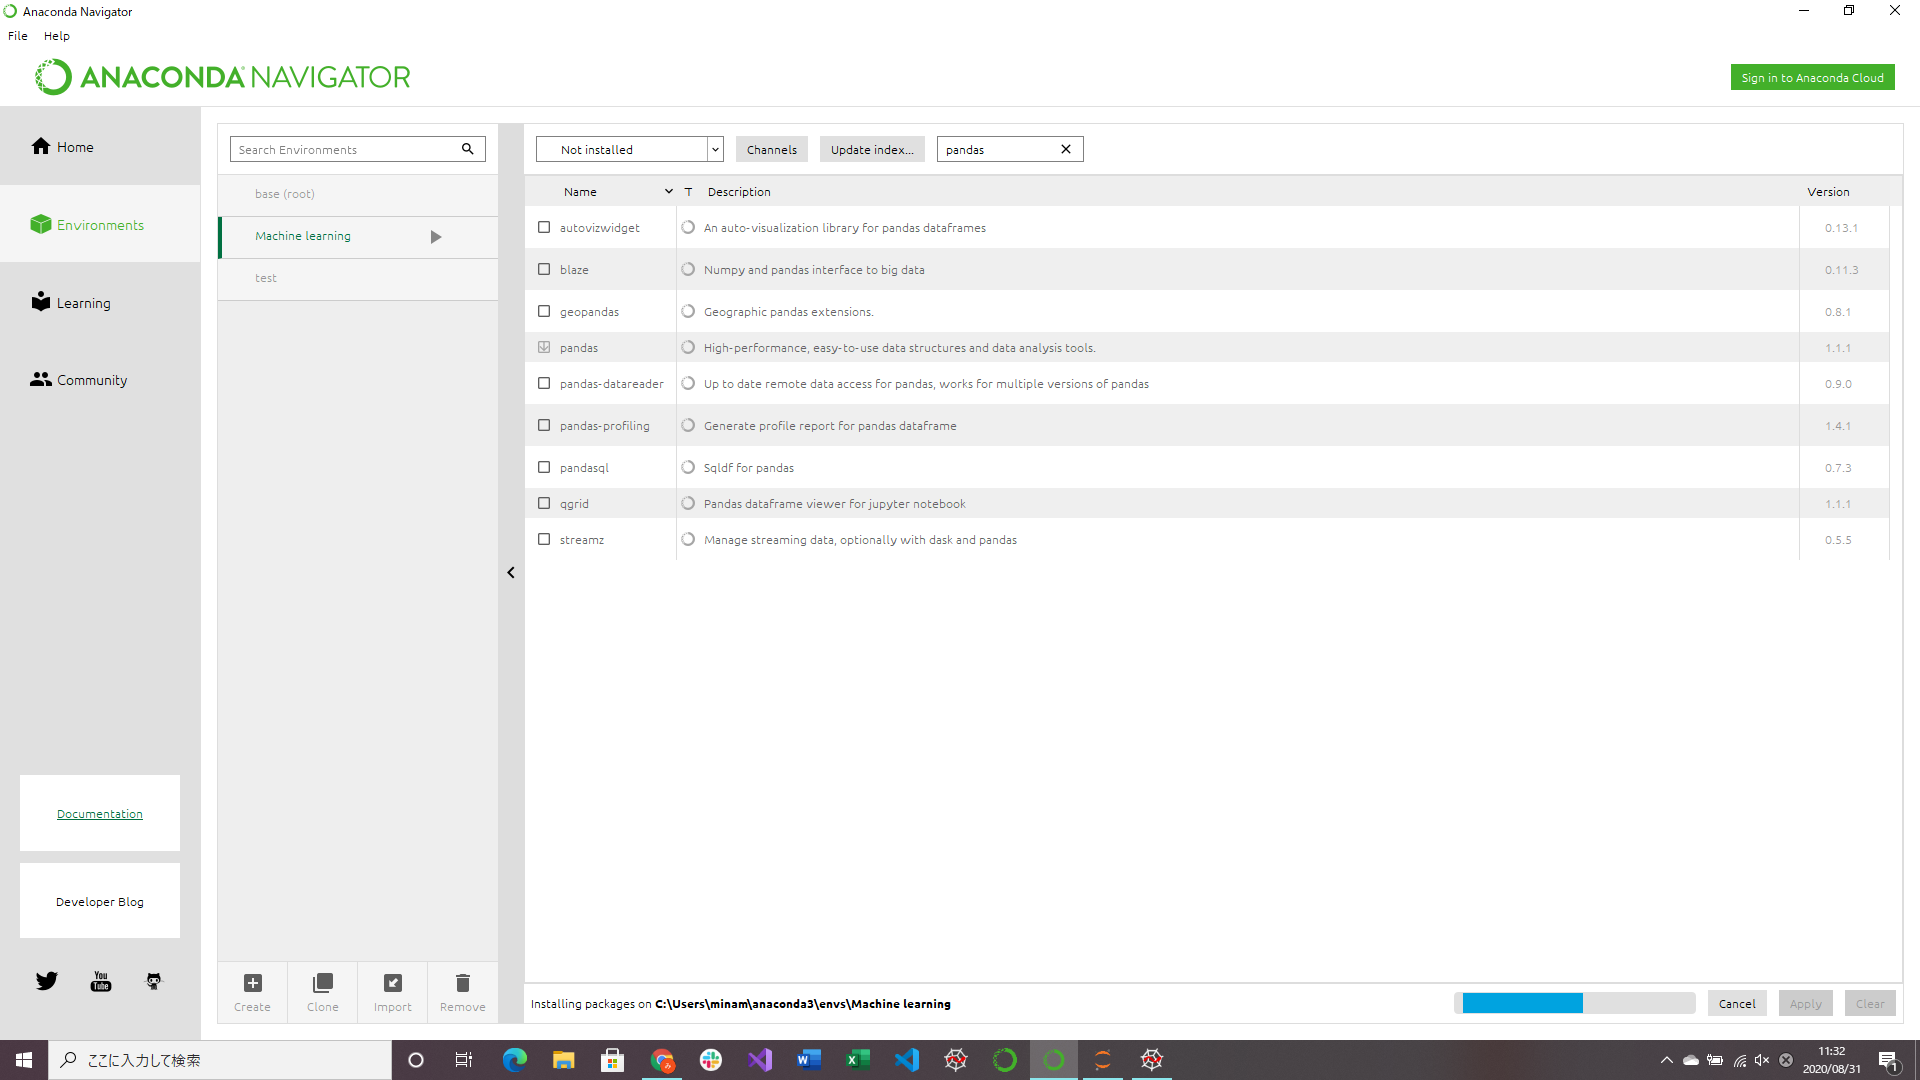 Anaconda Navigator
File Help
ANACONDA NAVIGATOR
Sign in to Anaconda Cloud
Home
Environments
Learning
Community
Documentation
Developer Blog
You Tube
Search Environments
base (root)
Machine learning
test
Create Clone Import Remove
Not installed Channels Update index... pandas
Name T Description Version
autovizwidget An auto-visualization library for pandas dataframes 0.13.1
blaze Numpy and pandas interface to big data 0.11.3
geopandas Geographic pandas extensions. 0.8.1
pandas High-performance, easy-to-use data structures and data analysis tools. 1.1.1
pandas-datareader Up to date remote data access for pandas, works for multiple versions of pandas 0.9.0
pandas-profiling Generate profile report for pandas dataframe 1.4.1
pandasql Sqldf for pandas 0.7.3
qgrid Pandas dataframe viewer for jupyter notebook 1.1.1
streamz Manage streaming data, optionally with dask and pandas 0.5.5
Installing packages on C:\Users\minam\anaconda3\envs\Machine learning Cancel Apply Clear
ここに入力して検索
11:32
2020/08/31
1